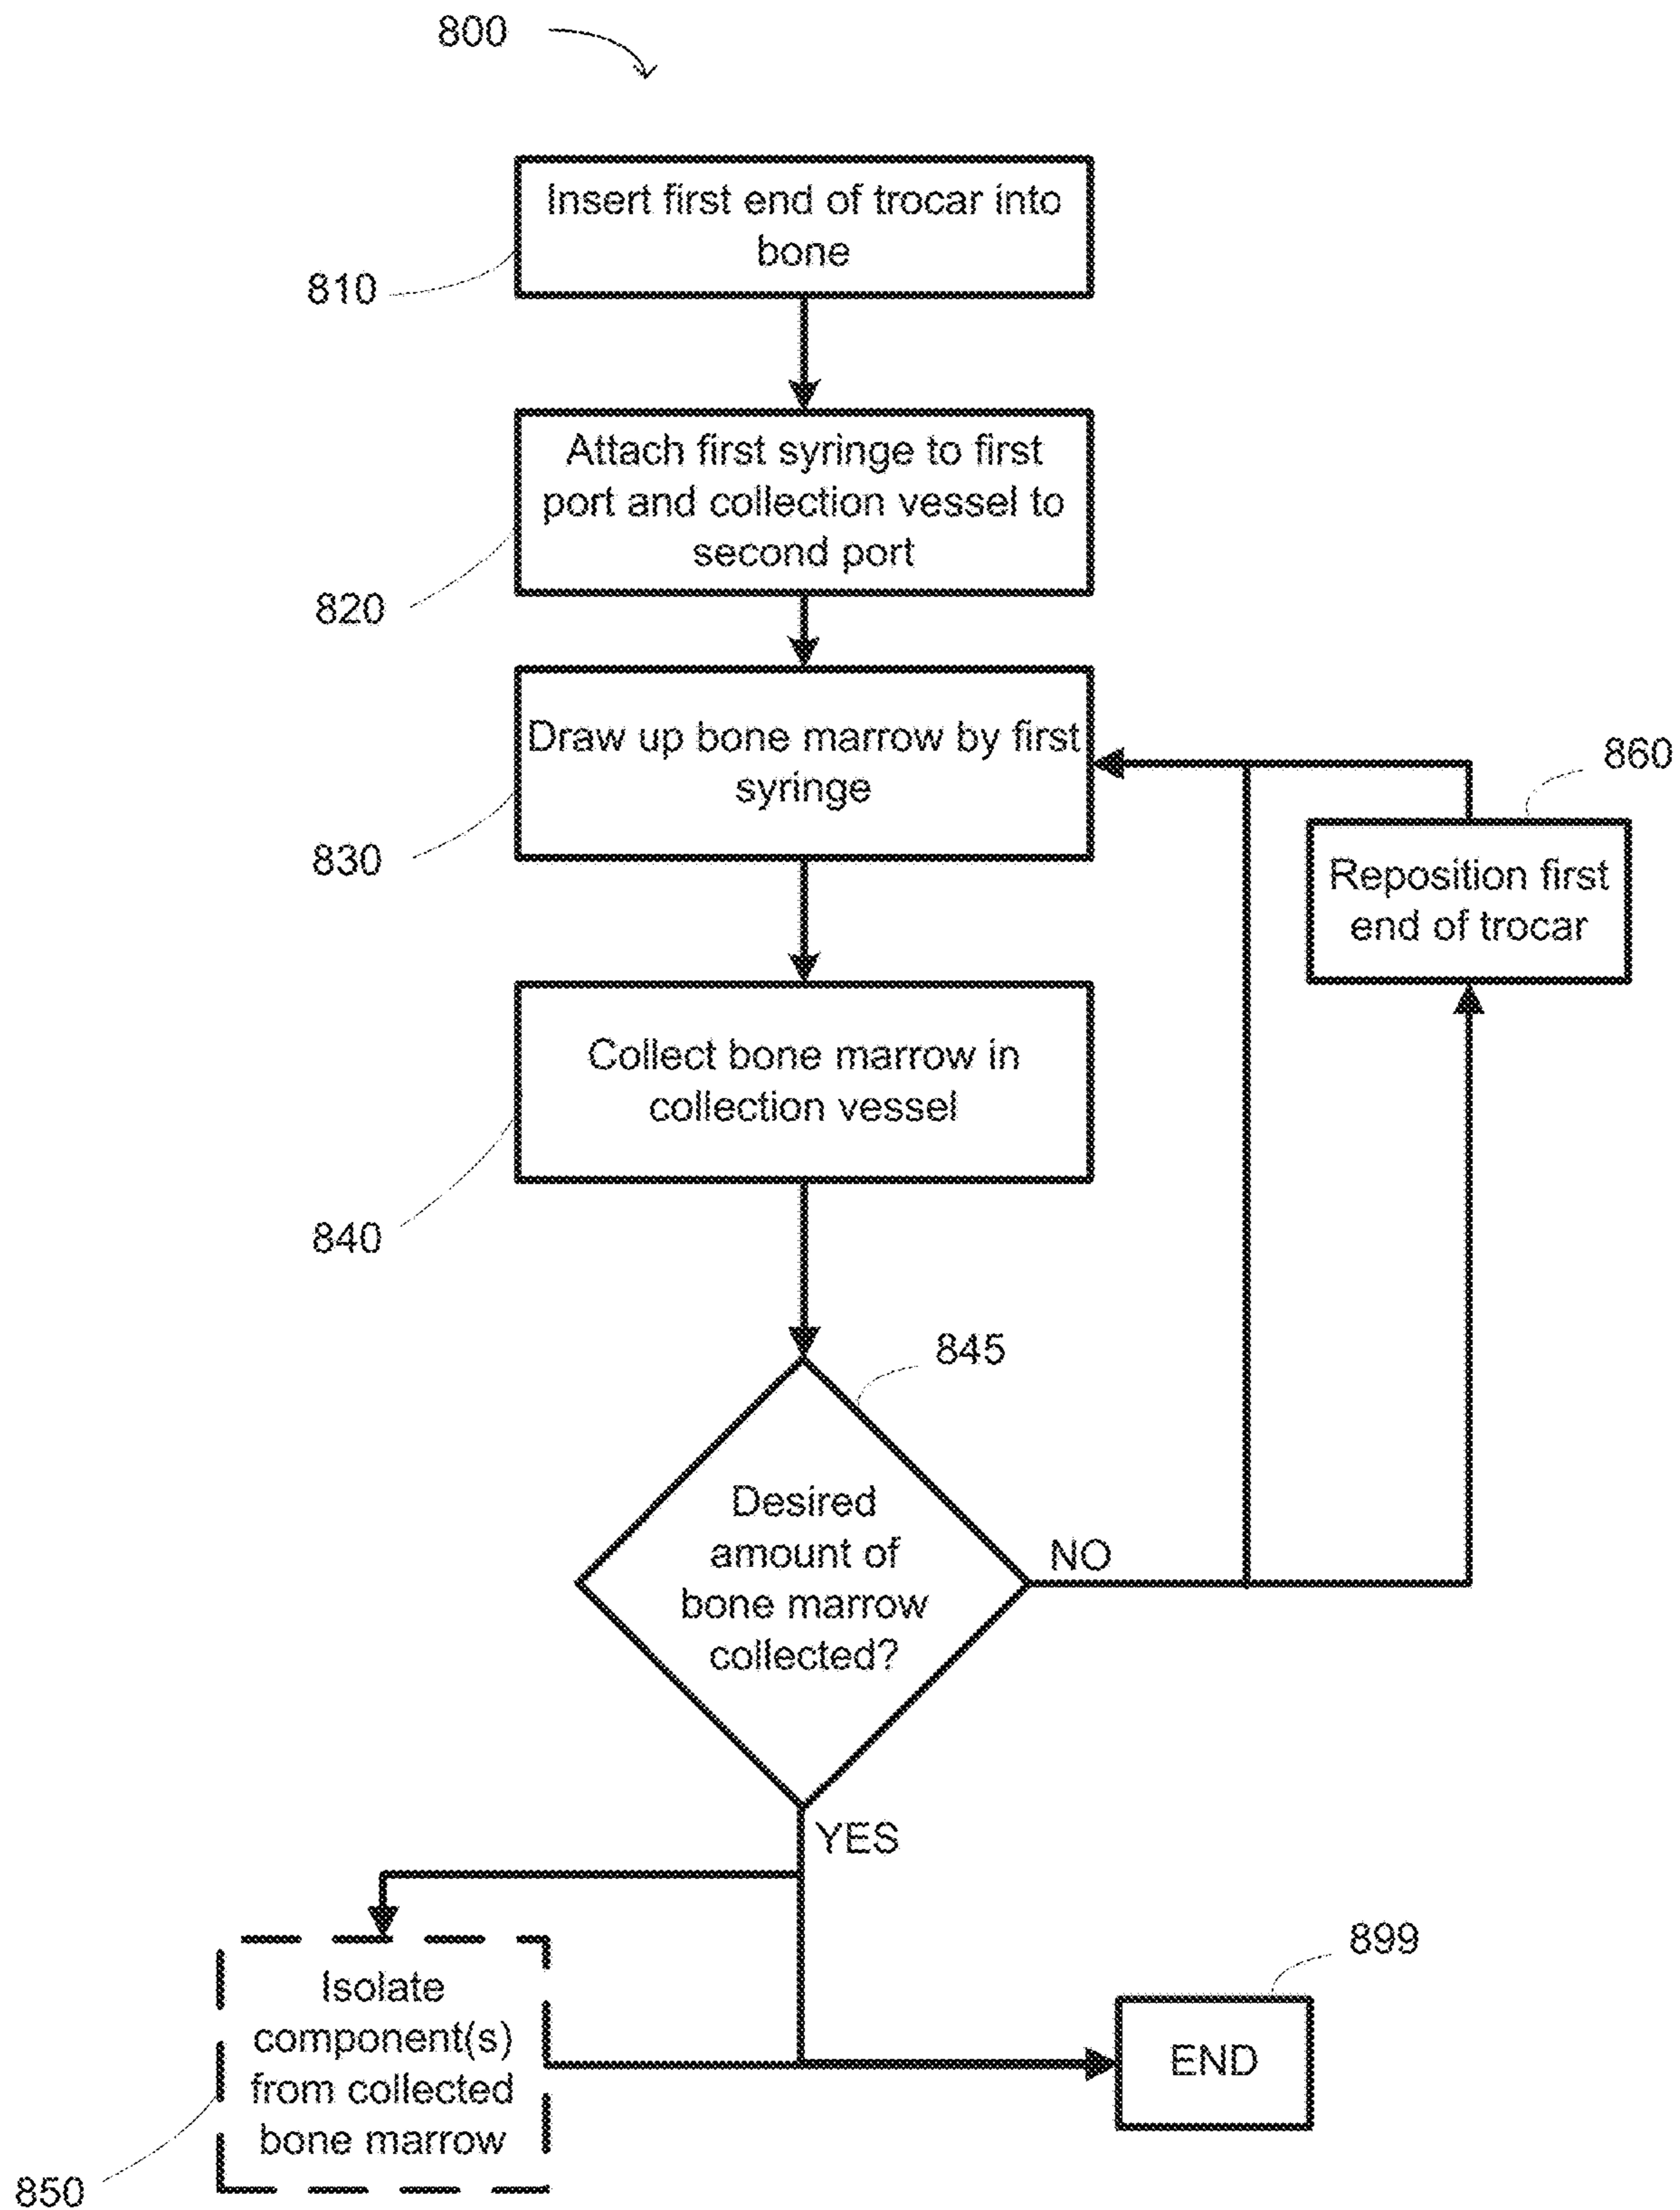 800
Insert first end of trocar into
bone
810
Attach first syringe to first
port and collection vessel to
second port
820
Draw up bone marrow by first
syringe
830
860
Reposition first
end of trocar
Collect bone marrow in
collection vessel
840
845
Desired
amount of
bone marrow
collected?
NO
YES
899
END
Isolate
component(s)
from collected
bone marrow
850